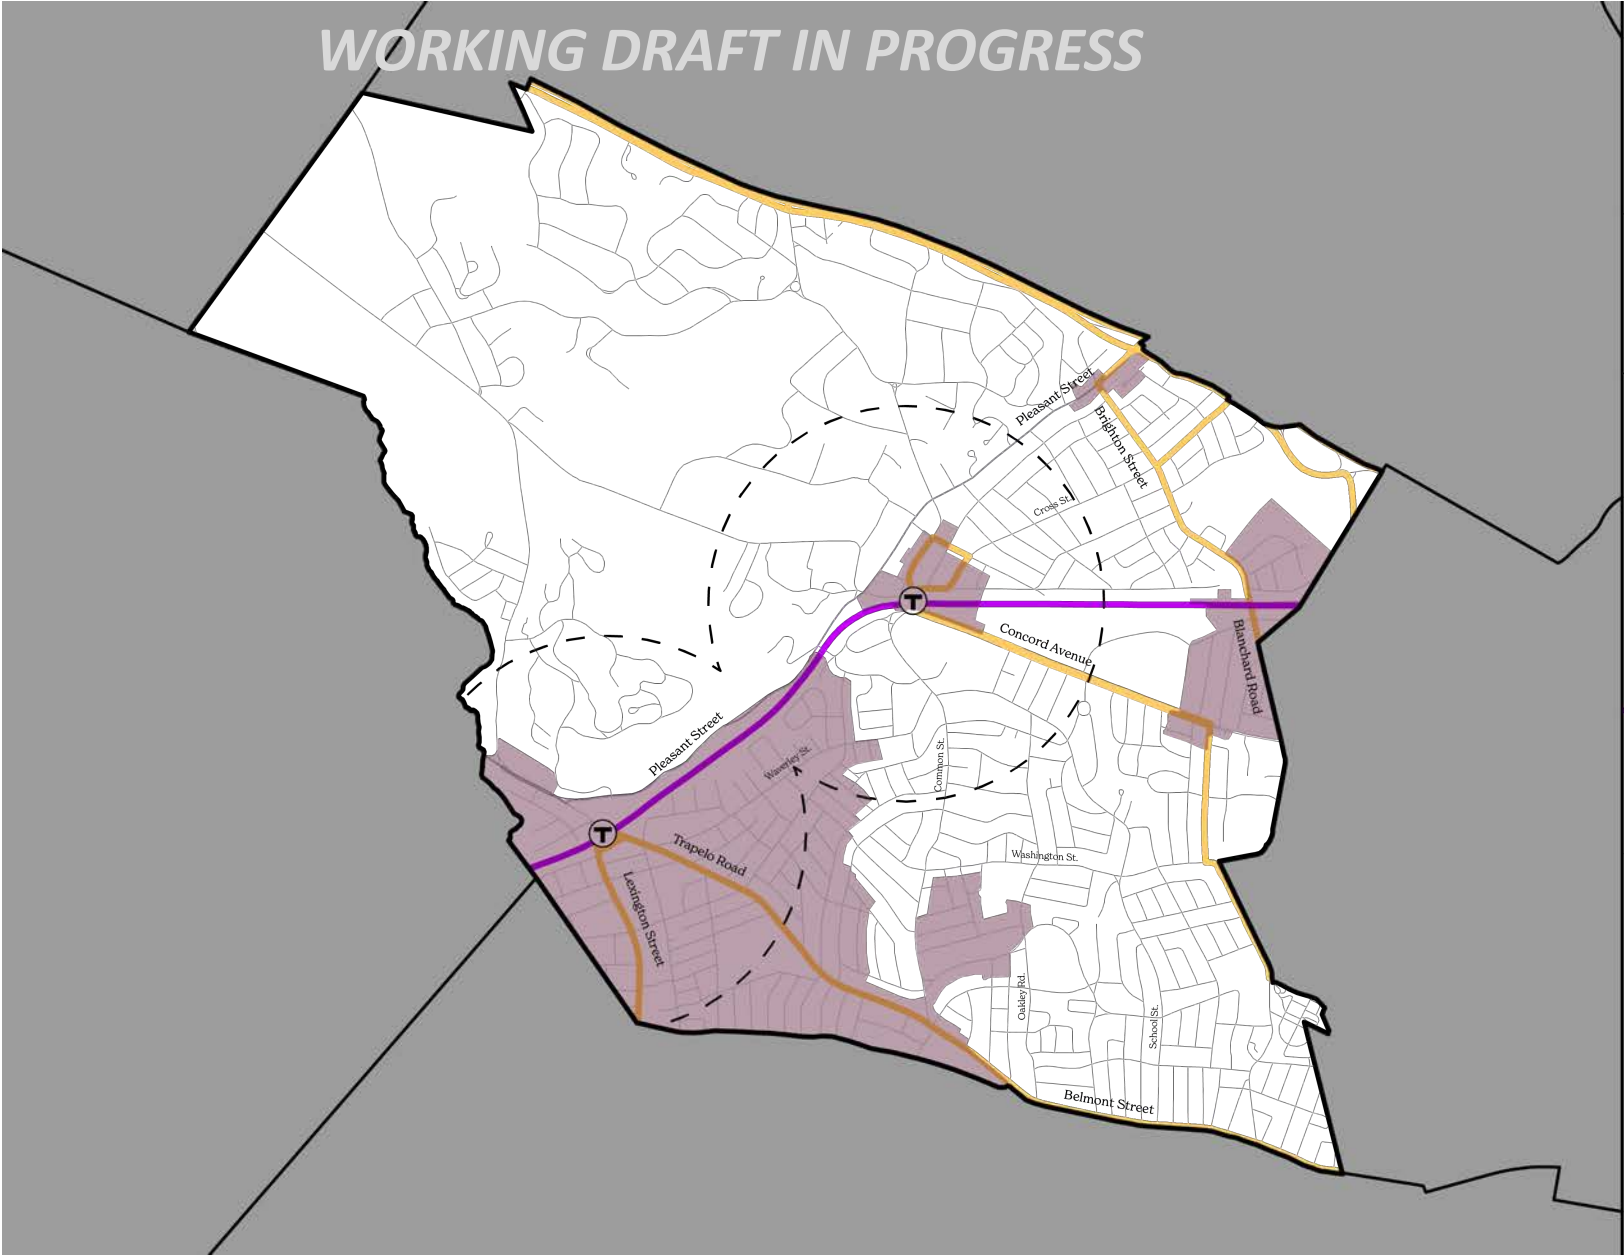 WORKING DRAFT IN PROGRESS
Pleasant Street
Brighton Street
Cross St.
T
Concord Avenue
Blanchard Road
Pleasant Street
Waverley St.
Common St.
T
Trapelo Road
Washington St.
Lexington Street
Oakley Rd.
School St.
Belmont Street